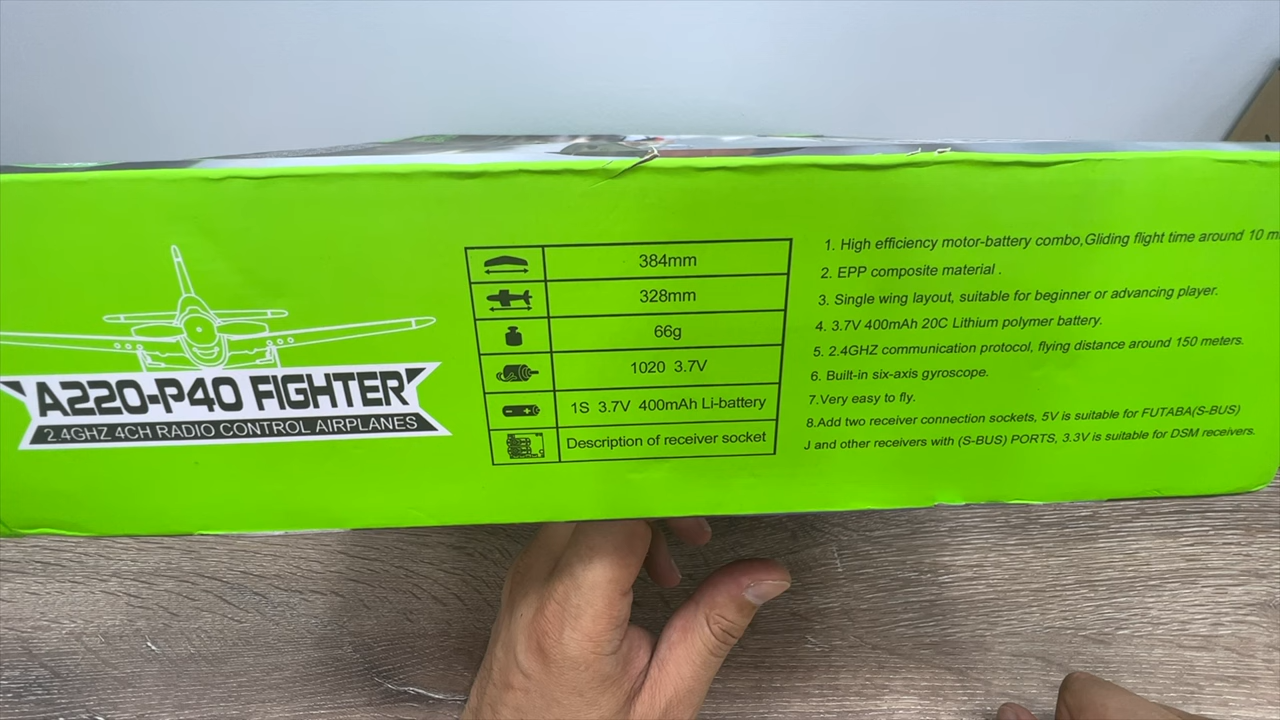 A220-P40 FIGHTER
2.4GHZ 4CH RADIO CONTROL AIRPLANES
384mm
328mm
66g
1020 3.7V
1S 3.7V 400mAh Li-battery
Description of receiver socket
1. High efficiency motor-battery combo,Gliding flight time around 10 m
2. EPP composite material .
3. Single wing layout, suitable for beginner or advancing player.
4. 3.7V 400mAh 20C Lithium polymer battery.
5. 2.4GHZ communication protocol, flying distance around 150 meters.
6. Built-in six-axis gyroscope.
7.Very easy to fly.
8.Add two receiver connection sockets, 5V is suitable for FUTABA(S-BUS)
J and other receivers with (S-BUS) PORTS, 3.3V is suitable for DSM receivers.